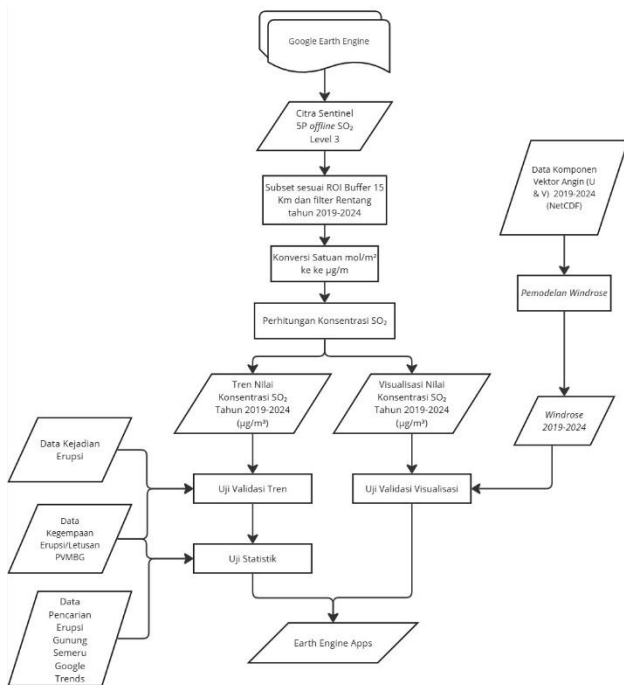 Google Earth Engine
Citra Sentinel
5P offline SO₂
Level 3
Subset sesuai ROI Buffer 15
Km dan filter Rentang
tahun 2019-2024
Konversi Satuan mol/m²
ke ke µg/m
Perhitungan Konsentrasi SO₂
Tren Nilai
Konsentrasi SO₂
Tahun 2019-2024
(µg/m³)
Visualisasi Nilai
Konsentrasi SO₂
Tahun 2019-2024
(µg/m³)
Data Komponen
Vektor Angin (U
& V) 2019-2024
(NetCDF)
Pemodelan Windrose
Windrose
2019-2024
Data Kejadian
Erupsi
Uji Validasi Tren
Uji Validasi Visualisasi
Data
Kegempaan
Erupsi/Letusan
PVMBG
Uji Statistik
Data
Pencarian
Erupsi
Gunung
Semeru
Google
Trends
Earth Engine Apps